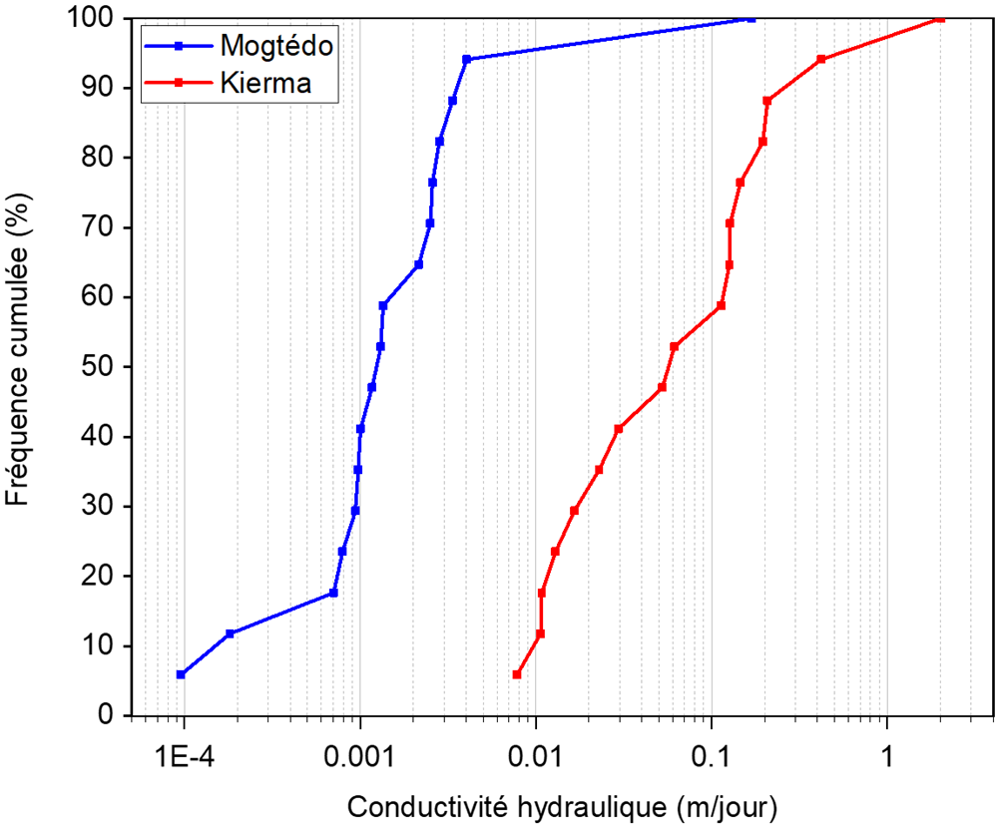 Mogtédo
Kierma
Fréquence cumulée (%)
100
90
80
70
60
50
40
30
20
10
0
1E-4 0.001 0.01 0.1 1
Conductivité hydraulique (m/jour)